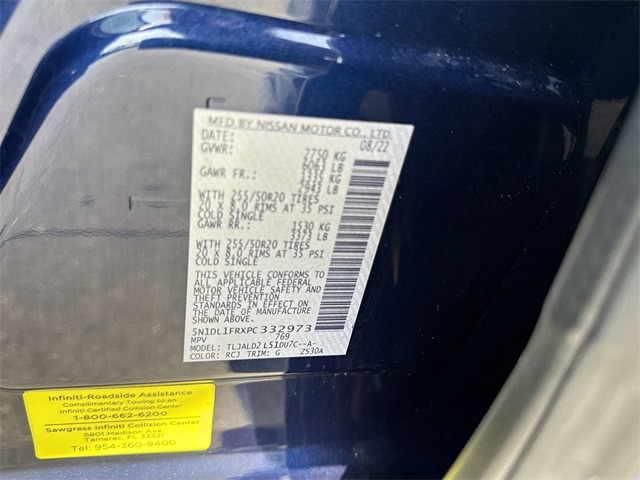 MFD BY NISSAN MOTOR CO., LTD.
DATE: 08/22
GVWR: 2750 KG
6063 LB
GAWR FR.: 1335 KG
2943 LB
WITH 255/50R20 TIRES
20 X 8.0 RIMS AT 35 PSI
COLD SINGLE
GAWR RR.: 1530 KG
3373 LB
WITH 255/50R20 TIRES
20 X 8.0 RIMS AT 35 PSI
COLD SINGLE
THIS VEHICLE CONFORMS TO
ALL APPLICABLE FEDERAL
MOTOR VEHICLE SAFETY AND
THEFT PREVENTION
STANDARDS IN EFFECT ON
THE DATE OF MANUFACTURE
SHOWN ABOVE.
5N1DL1FRXPC332973
MPV 769
MODEL: TLJALD2 L51DU7C--A-
COLOR: RCJ TRIM: G ZS30A
Infiniti-Roadside Assistance
Complimentary Towing to an
Infiniti Certified Collision Center
1-800-662-6200
Sawgrass Infiniti Collision Center
5801 Madison Ave
Tamarac, FL 33321
Tel: 954-360-9400